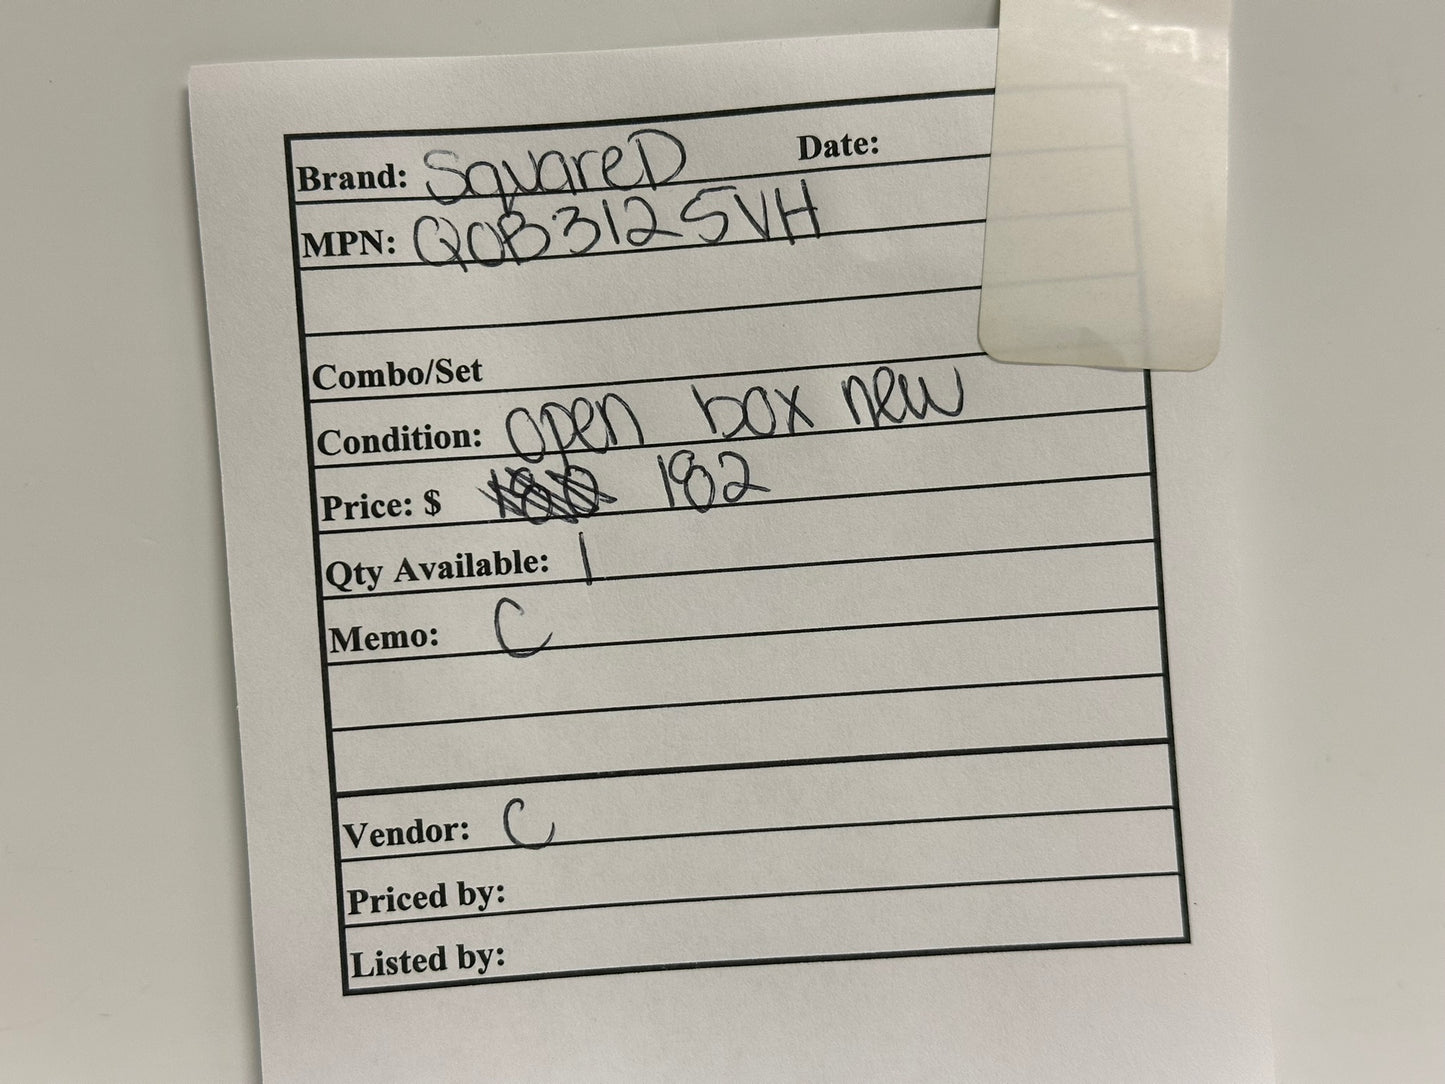 Brand: SquareD Date:
MPN: QOB3125VH
Combo/Set
Condition: open box new
Price: $ 182
Qty Available: 1
Memo: C
Vendor: C
Priced by:
Listed by: